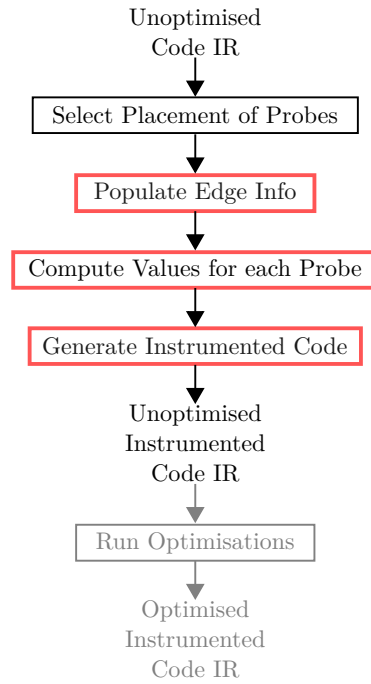 Unoptimised
Code IR
Select Placement of Probes
Populate Edge Info
Compute Values for each Probe
Generate Instrumented Code
Unoptimised
Instrumented
Code IR
Run Optimisations
Optimised
Instrumented
Code IR